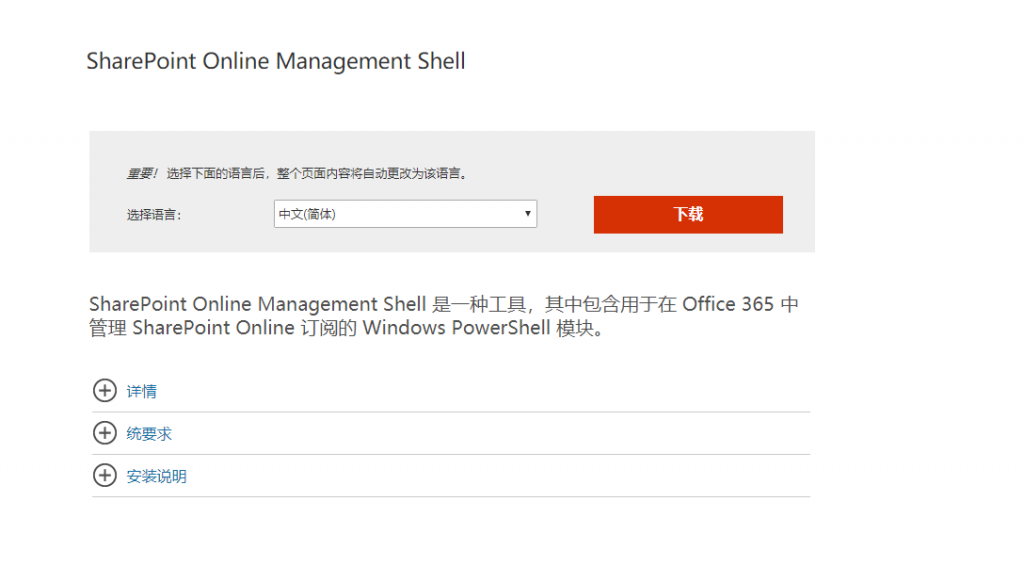 SharePoint Online Management Shell
重要! 选择下面的语言后，整个页面内容将自动更改为该语言。
选择语言:
中文(简体)
下载
SharePoint Online Management Shell 是一种工具，其中包含用于在 Office 365 中
管理 SharePoint Online 订阅的 Windows PowerShell 模块。
详情
统要求
安装说明